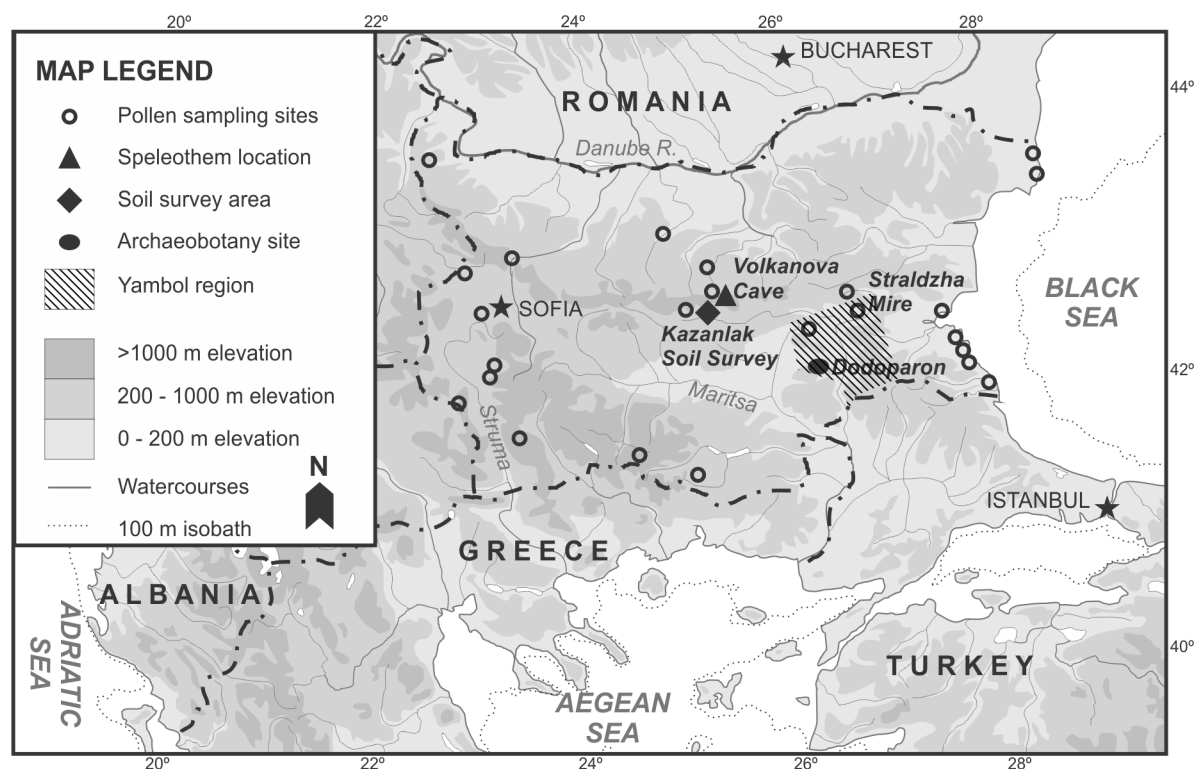 20º 22º 24º 26º 28º
MAP LEGEND
Pollen sampling sites
Speleothem location
Soil survey area
Archaeobotany site
Yambol region
>1000 m elevation
200 - 1000 m elevation
0 - 200 m elevation
Watercourses
100 m isobath
N
BUCHAREST
44º
ROMANIA
Danube R.
Volkanova
Cave
Straldzha
Mire
BLACK
SEA
SOFIA
Kazanlak
Soil Survey
Dodoparon
42º
Maritsa
Struma
ISTANBUL
GREECE
ALBANIA
ADRIATIC
SEA
40º
TURKEY
AEGEAN
SEA
20º 22º 24º 26º 28º